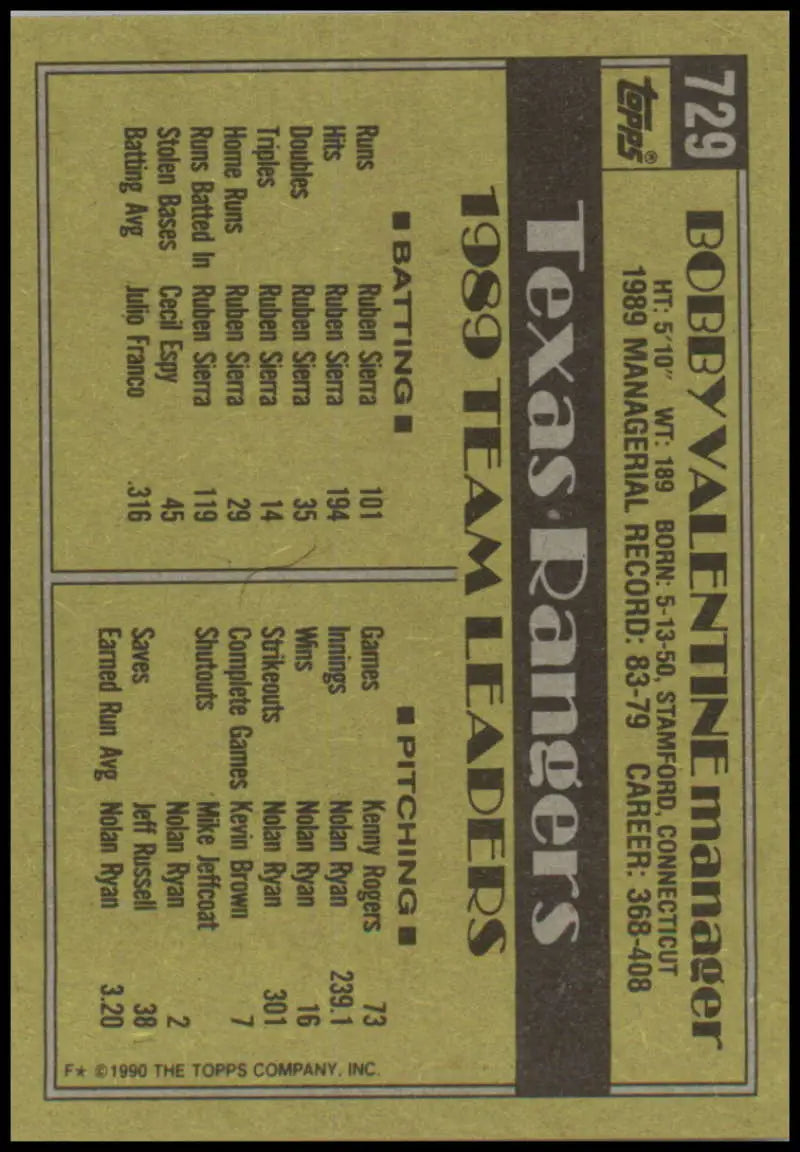 729
topps®
BOBBY VALENTINE manager
HT: 5'10" WT: 189 BORN: 5-13-50, STAMFORD, CONNECTICUT
1989 MANAGERIAL RECORD: 83-79 CAREER: 368-408
Texas Rangers
1989 TEAM LEADERS
■ BATTING ■
Runs Ruben Sierra 101
Hits Ruben Sierra 194
Doubles Ruben Sierra 35
Triples Ruben Sierra 14
Home Runs Ruben Sierra 29
Runs Batted In Ruben Sierra 119
Stolen Bases Cecil Espy 45
Batting Avg Julio Franco .316
■ PITCHING ■
Games Kenny Rogers 73
Innings Nolan Ryan 239.1
Wins Nolan Ryan 16
Strikeouts Nolan Ryan 301
Complete Games Kevin Brown 7
Shutouts Mike Jeffcoat
Nolan Ryan 2
Saves Jeff Russell 38
Earned Run Avg Nolan Ryan 3.20
F★ ©1990 THE TOPPS COMPANY, INC.